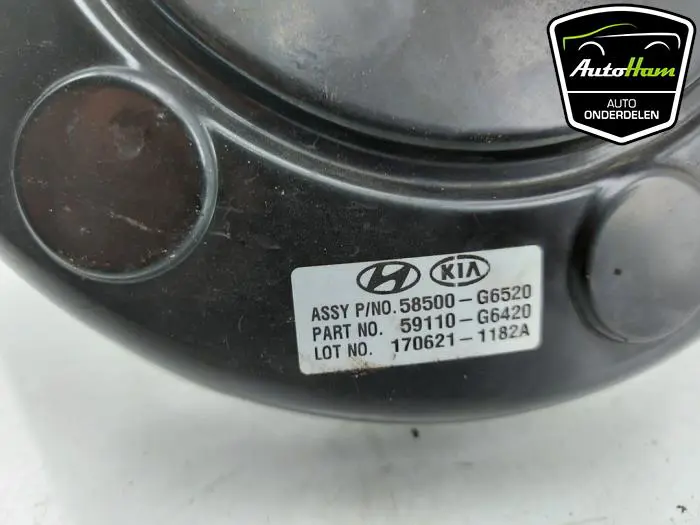 AutoHam
AUTO
ONDERDELEN
KIA
ASSY P/NO. 58500-G6520
PART NO. 59110-G6420
LOT NO. 170621-1182A